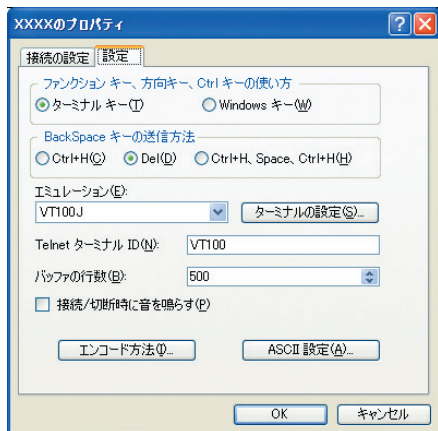 XXXXのプロパティ
接続の設定 設定
ファンクション キー、方向キー、Ctrl キーの使い方
ターミナル キー(T) Windows キー(W)
BackSpace キーの送信方法
Ctrl+H(C) Del(D) Ctrl+H、Space、Ctrl+H(H)
エミュレーション(E):
VT100J ターミナルの設定(S)...
Telnet ターミナル ID(N): VT100
バッファの行数(B): 500
接続/切断時に音を鳴らす(P)
エンコード方法(I)... ASCII 設定(A)...
OK キャンセル